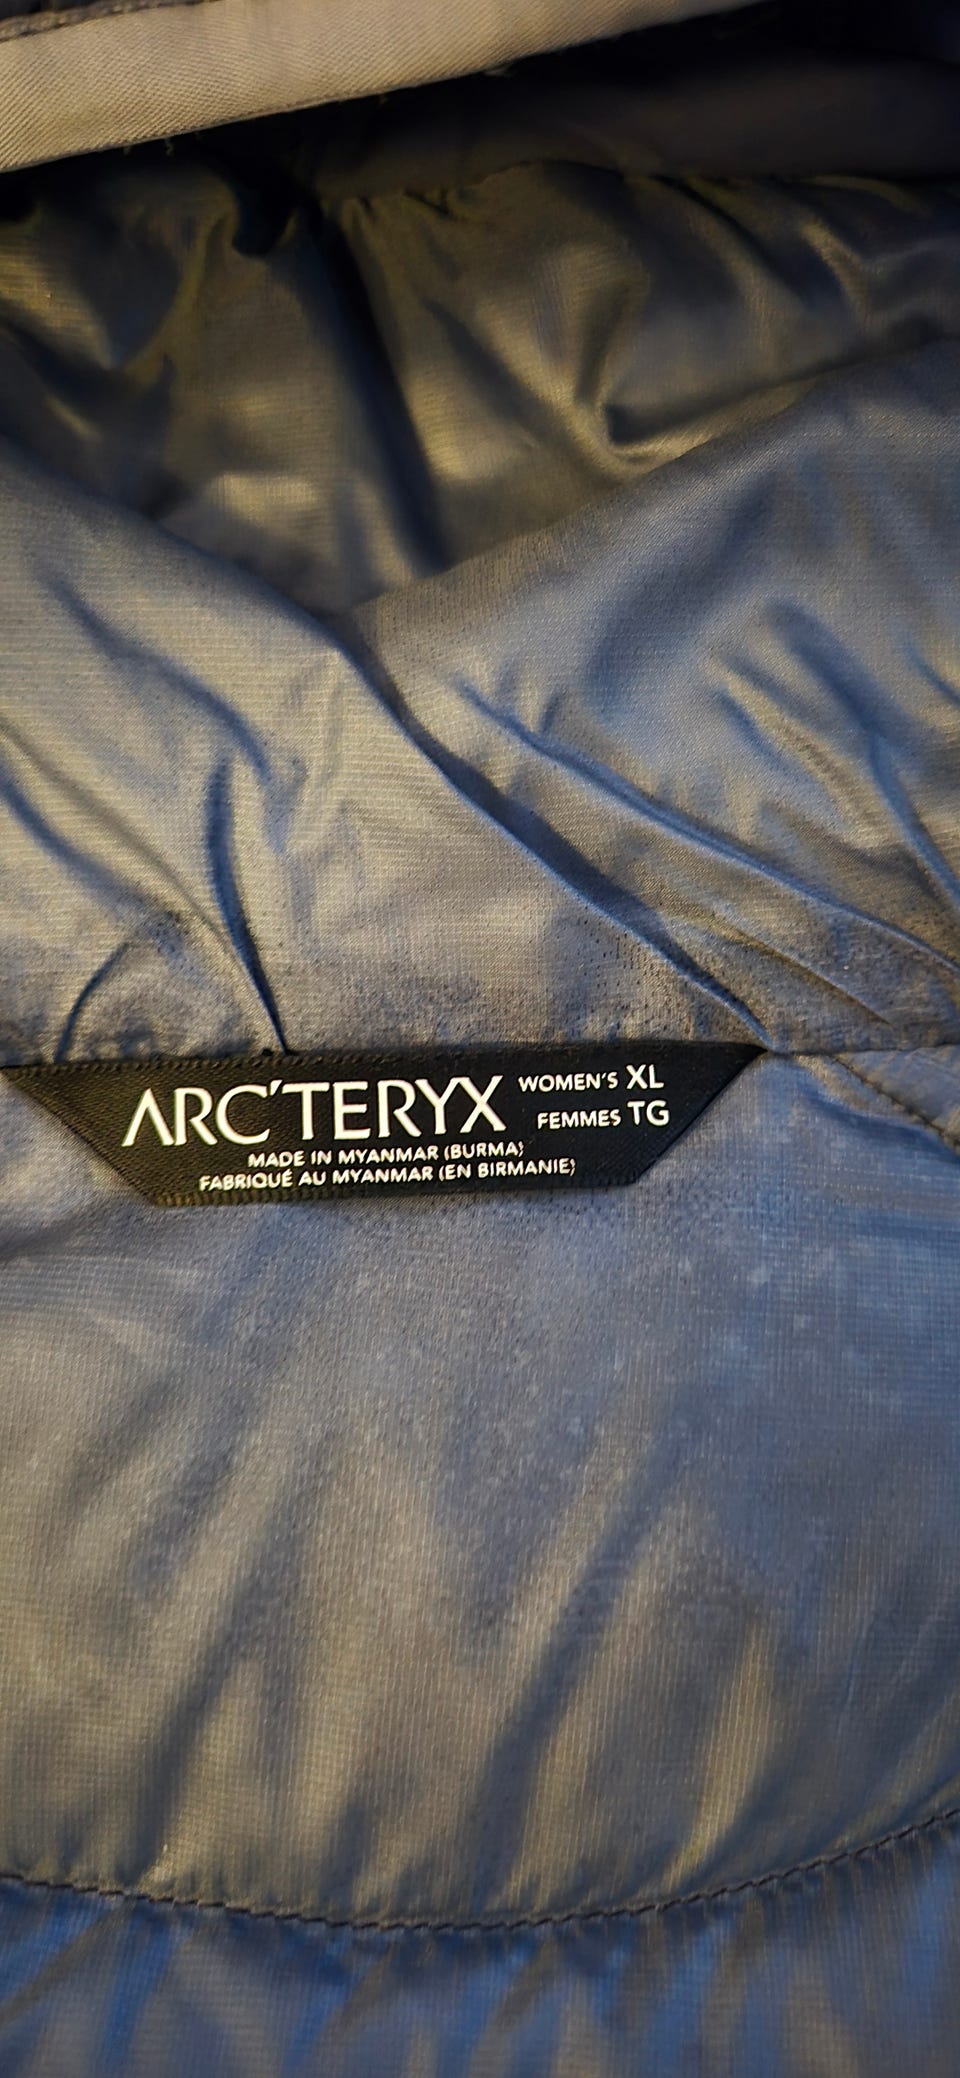 ARC'TERYX WOMEN'S XL
FEMMES TG
MADE IN MYANMAR (BURMA)
FABRIQUÉ AU MYANMAR (EN BIRMANIE)